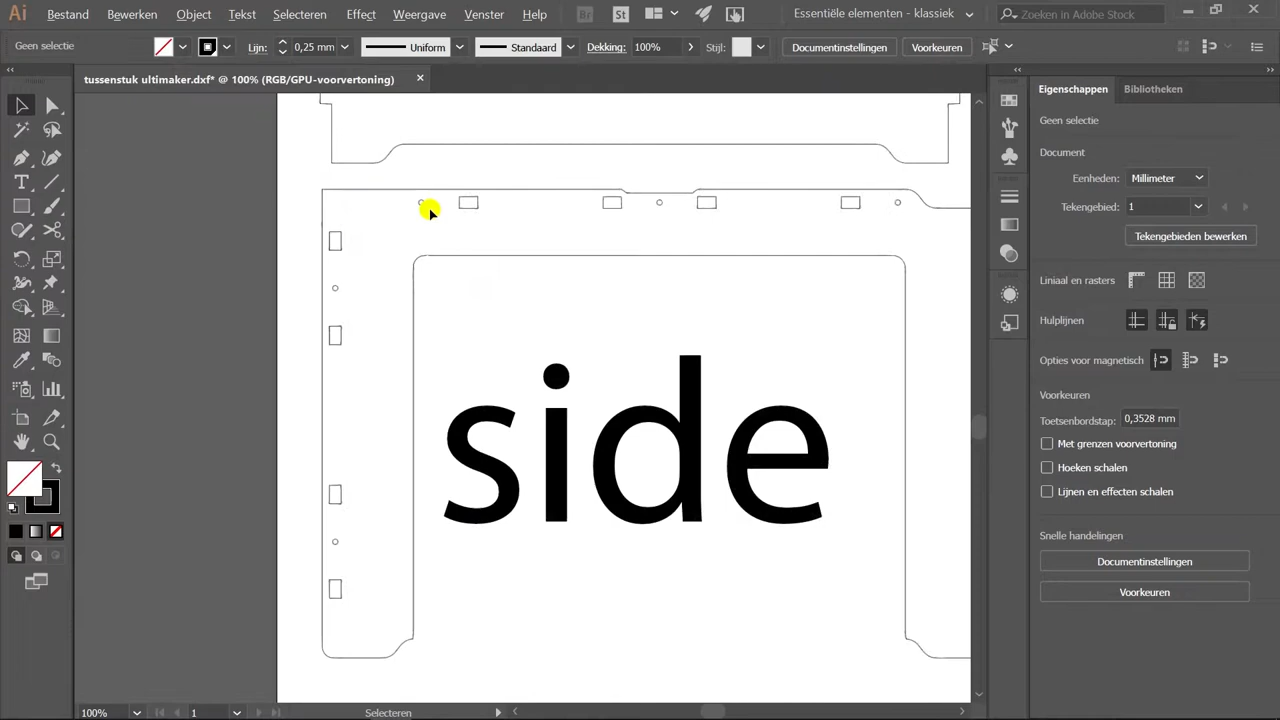 Ai Bestand Bewerken Object Tekst Selecteren Effect Weergave Venster Help Br St Essentiële elementen - klassiek Zoeken in Adobe Stock
Geen selectie Lijn: 0,25 mm Uniform Standaard Dekking: 100% Stijl: Documentinstellingen Voorkeuren
tussenstuk ultimaker.dxf* @ 100% (RGB/GPU-voorvertoning)
Eigenschappen Bibliotheken
Geen selectie
Document
Eenheden: Millimeter
Tekengebied: 1
Tekengebieden bewerken
Liniaal en rasters
Hulplijnen
Opties voor magnetisch
Voorkeuren
Toetsenbordstap: 0,3528 mm
Met grenzen voorvertoning
Hoeken schalen
Lijnen en effecten schalen
Snelle handelingen
Documentinstellingen
Voorkeuren
side
100% 1 Selecteren